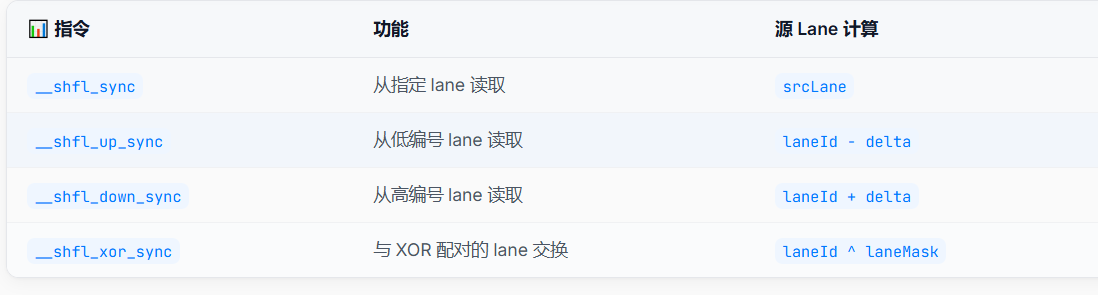 📊 指令 功能 源 Lane 计算
__shfl_sync 从指定 lane 读取 srcLane
__shfl_up_sync 从低编号 lane 读取 laneId - delta
__shfl_down_sync 从高编号 lane 读取 laneId + delta
__shfl_xor_sync 与 XOR 配对的 lane 交换 laneId ^ laneMask